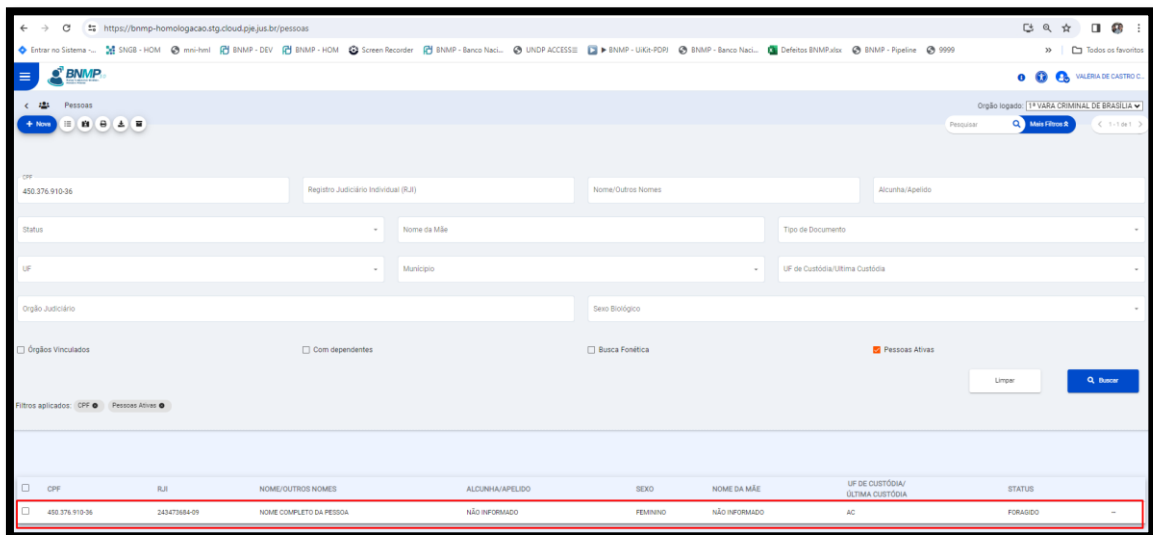 https://bnmp-homologacao.stg.cloud.pje.jus.br/pessoas
Entrar no Sistema -... SNGB - HOM mni-hml BNMP - DEV BNMP - HOM Screen Recorder BNMP - Banco Naci... UNDP ACCESSI! BNMP - UiKit-PDPJ BNMP - Banco Naci... Defeitos BNMP.xlsx BNMP - Pipeline 9999 » Todos os favoritos
BNMP VALÉRIA DE CASTRO C...
Pessoas Orgão logado: 1ª VARA CRIMINAL DE BRASÍLIA
+ Nova Pesquisar Mais Filtros 1 - 1 de 1
CPF
450.376.910-36 Registro Judiciário Individual (RJI) Nome/Outros Nomes Alcunha/Apelido
Status Nome da Mãe Tipo de Documento
UF Município UF de Custódia/Ultima Custódia
Orgão Judiciário Sexo Biológico
Órgãos Vinculados Com dependentes Busca Fonética Pessoas Ativas
Limpar Buscar
Filtros aplicados: CPF Pessoas Ativas
CPF RJI NOME/OUTROS NOMES ALCUNHA/APELIDO SEXO NOME DA MÃE UF DE CUSTÓDIA/ STATUS
ÚLTIMA CUSTÓDIA
450.376.910-36 243473684-09 NOME COMPLETO DA PESSOA NÃO INFORMADO FEMININO NÃO INFORMADO AC FORAGIDO